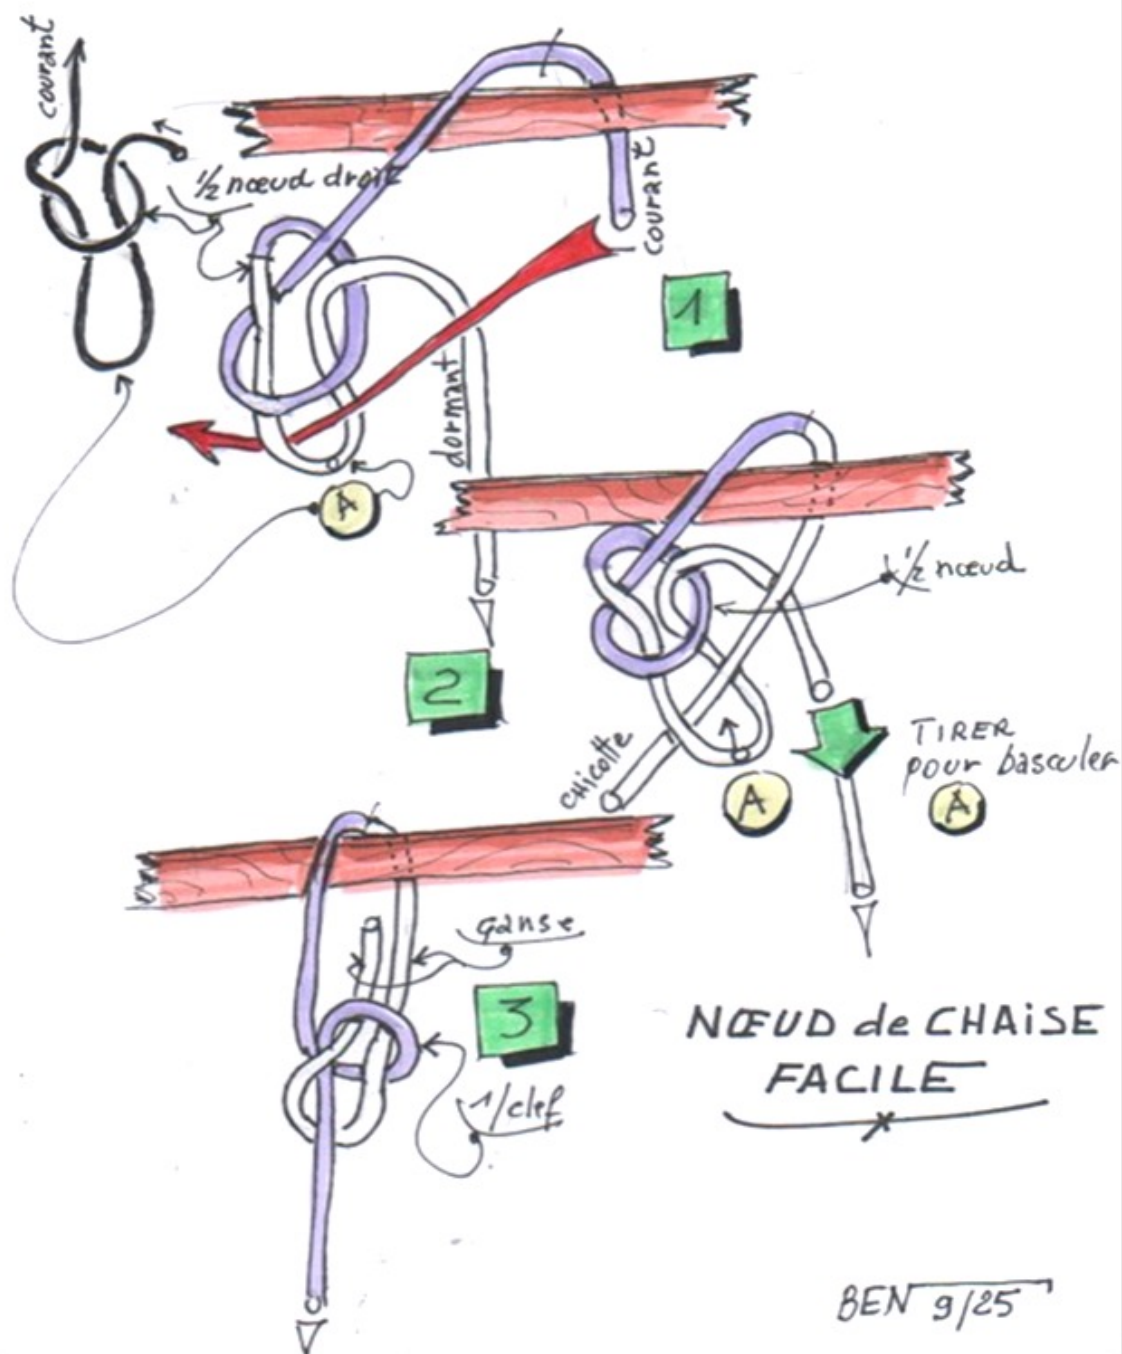 courant
1/2 nœud droit
courant
1
dormant
A
1/2 nœud
2
TIRER
pour basculer
A
chicotte
A
ganse
3
1/clef
NŒUD de CHAiSE
FACILE
BEN 9/25